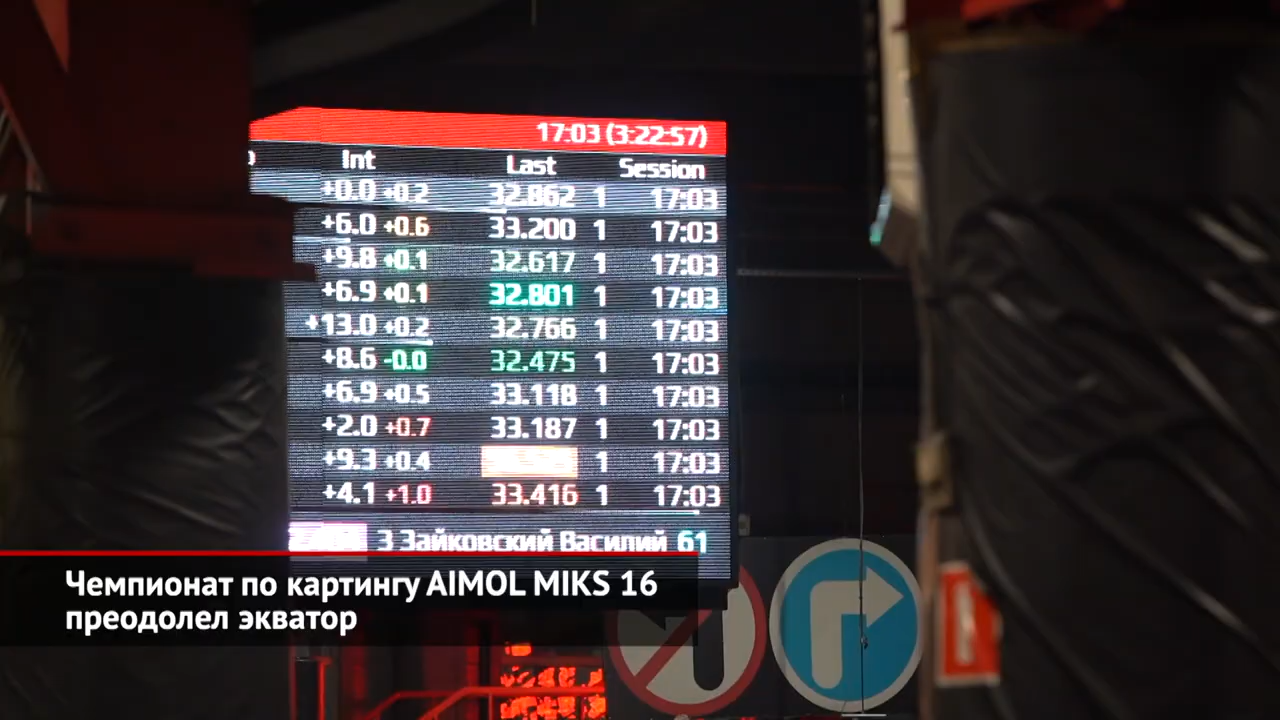 17:03 (3:22:57)
Int Last Session
+0.0 +0.2 32.862 1 17:03
+6.0 +0.6 33.200 1 17:03
+9.8 +0.1 32.617 1 17:03
+6.9 +0.1 32.801 1 17:03
+13.0 +0.2 32.766 1 17:03
+8.6 -0.0 32.475 1 17:03
+6.9 +0.5 33.118 1 17:03
+2.0 +0.7 33.187 1 17:03
+9.3 +0.4 1 17:03
+4.1 +1.0 33.416 1 17:03
3 Зайковский Василий 61
Чемпионат по картингу AIMOL MIKS 16
преодолел экватор